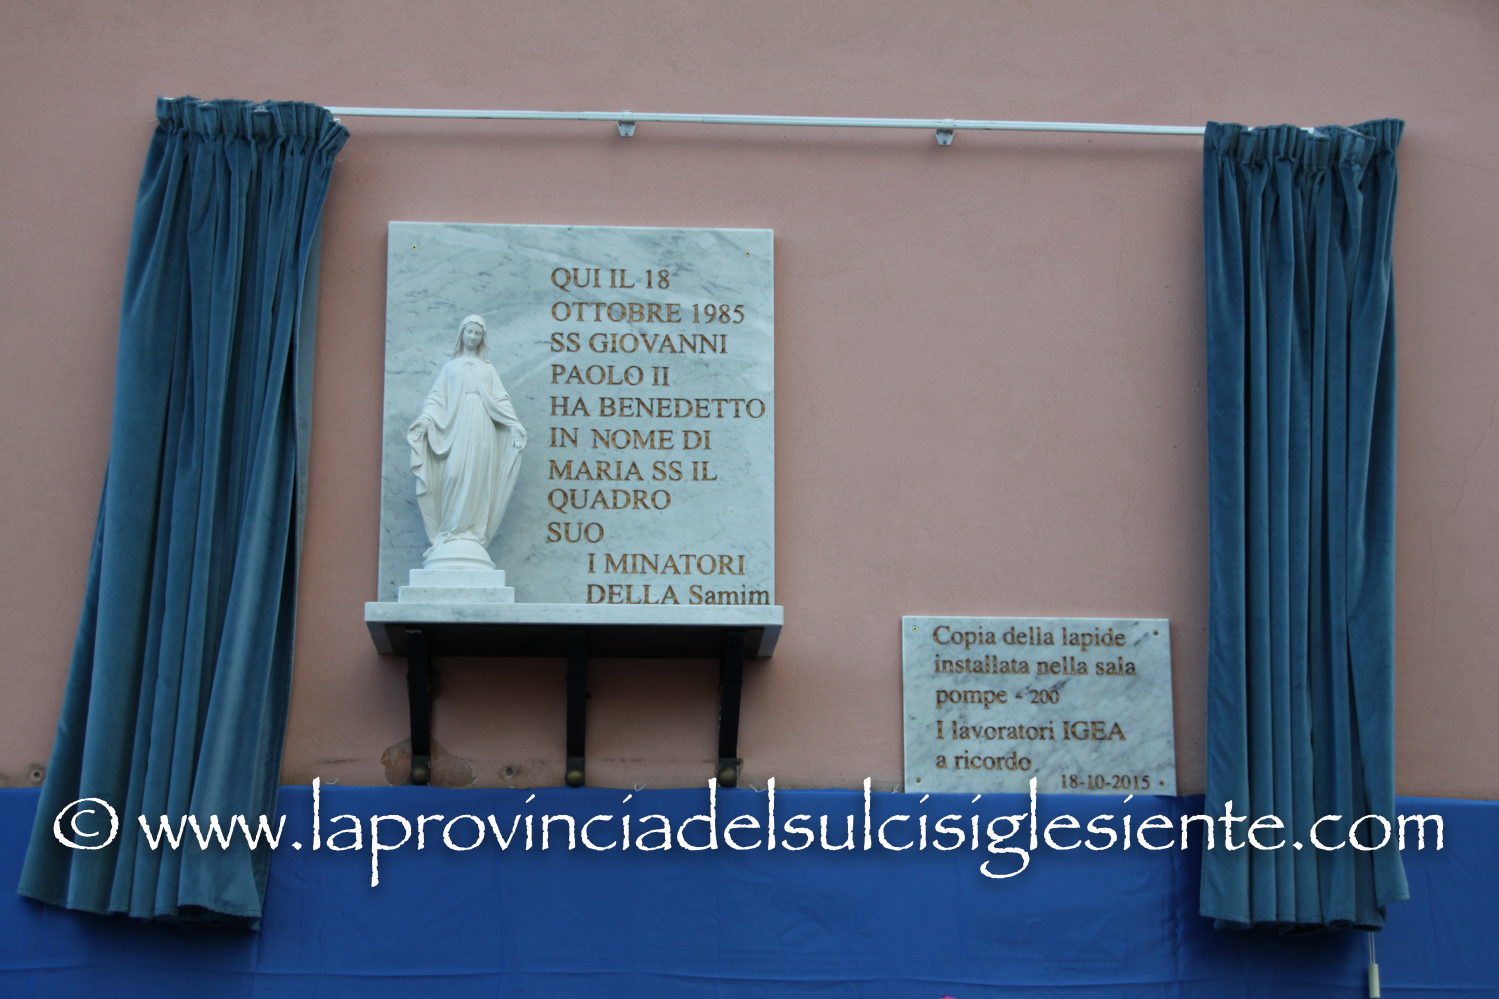 QUI IL 18
OTTOBRE 1985
SS GIOVANNI
PAOLO II
HA BENEDETTO
IN NOME DI
MARIA SS IL
QUADRO
SUO
I MINATORI
DELLA Samim
Copia della lapide
installata nella sala
pompe - 200
I lavoratori IGEA
a ricordo
18-10-2015
© www.laprovinciadelsulcisiglesiente.com